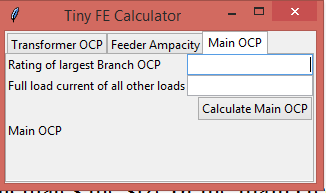 Tiny FE Calculator
Transformer OCP Feeder Ampacity Main OCP
Rating of largest Branch OCP
Full load current of all other loads
Calculate Main OCP
Main OCP